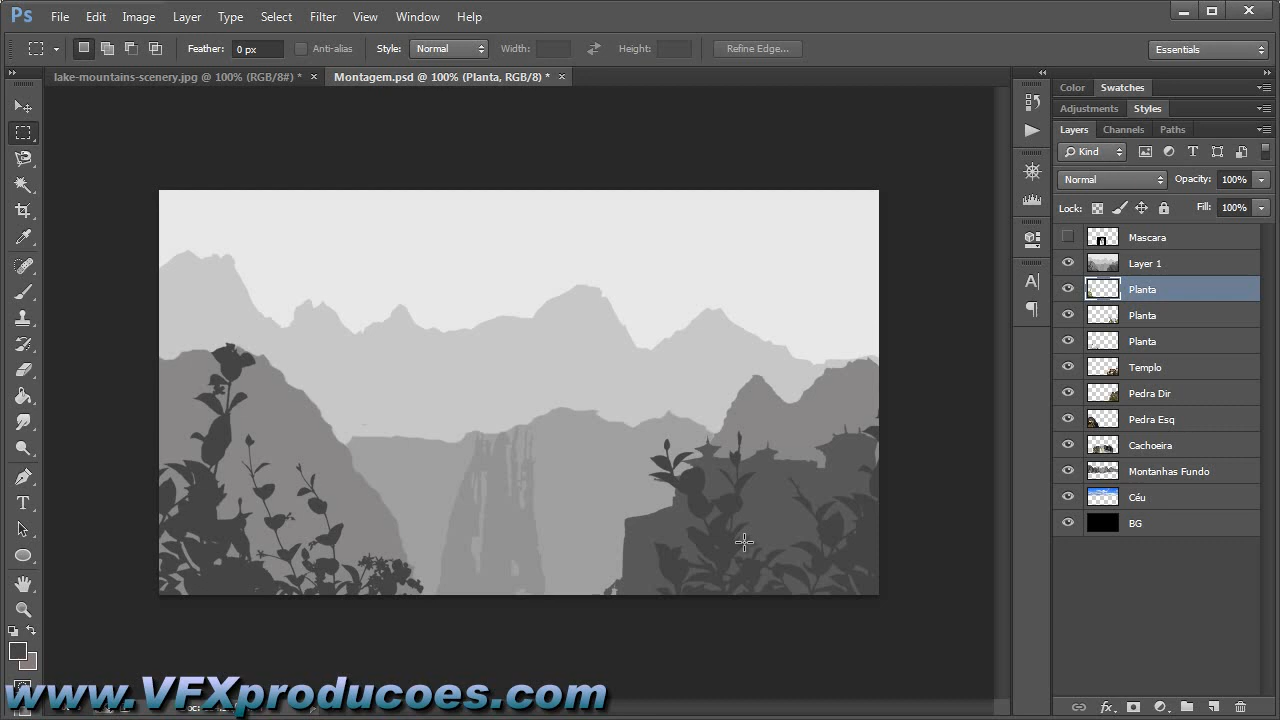 Ps File Edit Image Layer Type Select Filter View Window Help
Feather: 0 px Anti-alias Style: Normal Width: Height: Refine Edge... Essentials
lake-mountains-scenery.jpg @ 100% (RGB/8#) * × Montagem.psd @ 100% (Planta, RGB/8) * ×
Color Swatches
Adjustments Styles
Layers Channels Paths
Kind
Normal Opacity: 100%
Lock: Fill: 100%
Mascara
Layer 1
Planta
Planta
Planta
Templo
Pedra Dir
Pedra Esq
Cachoeira
Montanhas Fundo
Céu
BG
www.VFXproducoes.com